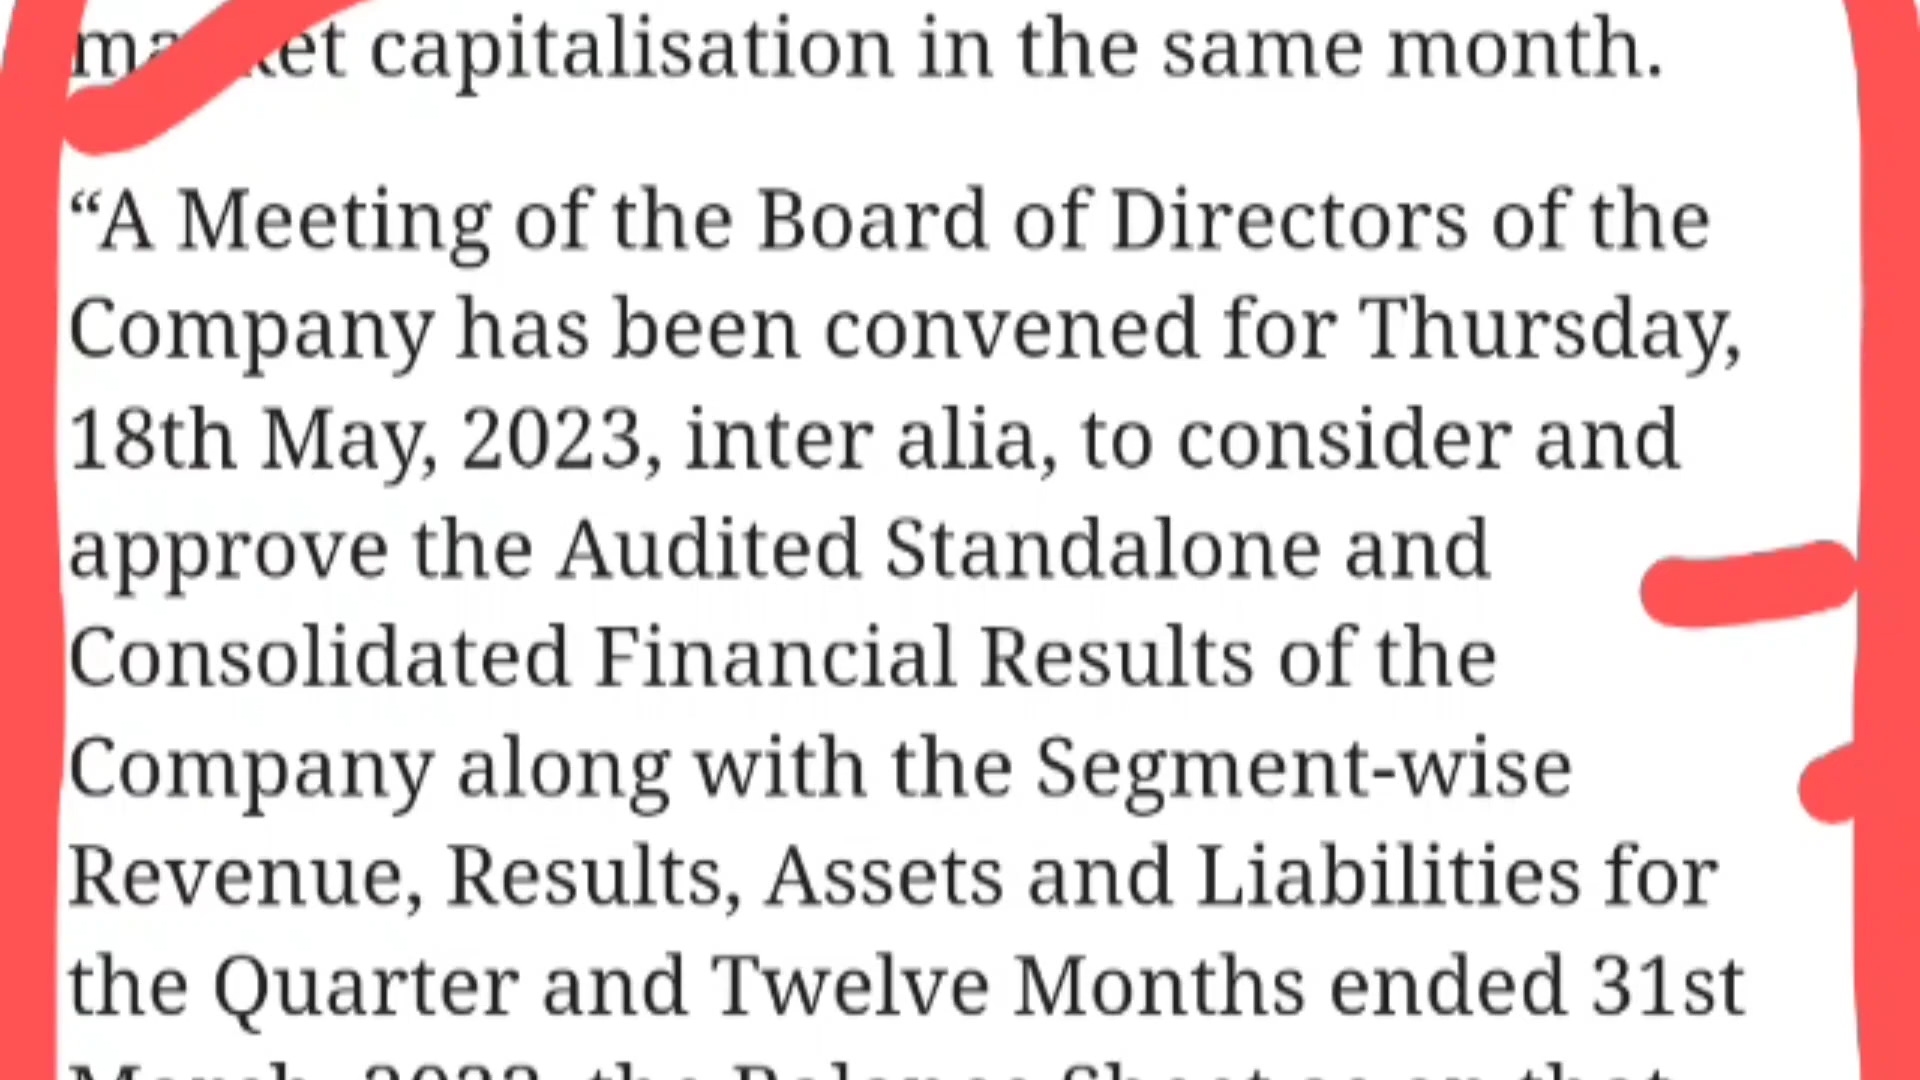 capitalisation in the same month.
“A Meeting of the Board of Directors of the
Company has been convened for Thursday,
18th May, 2023, inter alia, to consider and
approve the Audited Standalone and
Consolidated Financial Results of the
Company along with the Segment-wise
Revenue, Results, Assets and Liabilities for
the Quarter and Twelve Months ended 31st